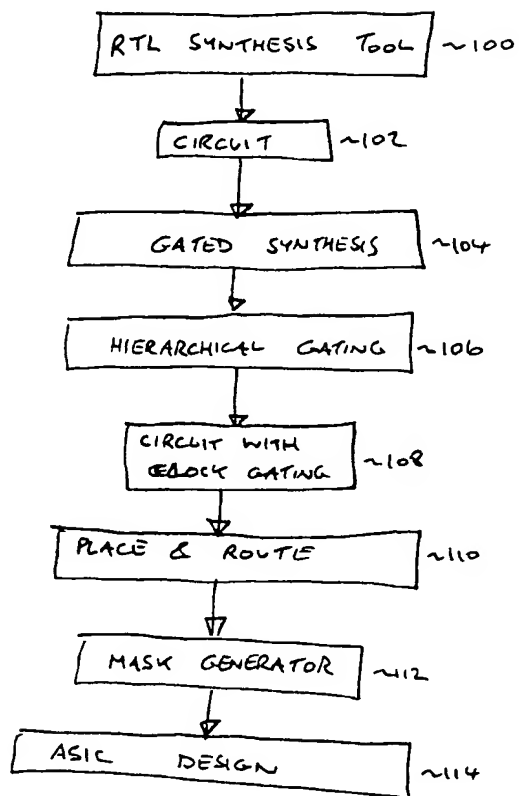 RTL SYNTHESIS TOOL ~100
CIRCUIT ~102
GATED SYNTHESIS ~104
HIERARCHICAL GATING ~106
CIRCUIT WITH
CLOCK GATING ~108
PLACE & ROUTE ~110
MASK GENERATOR ~112
ASIC DESIGN ~114